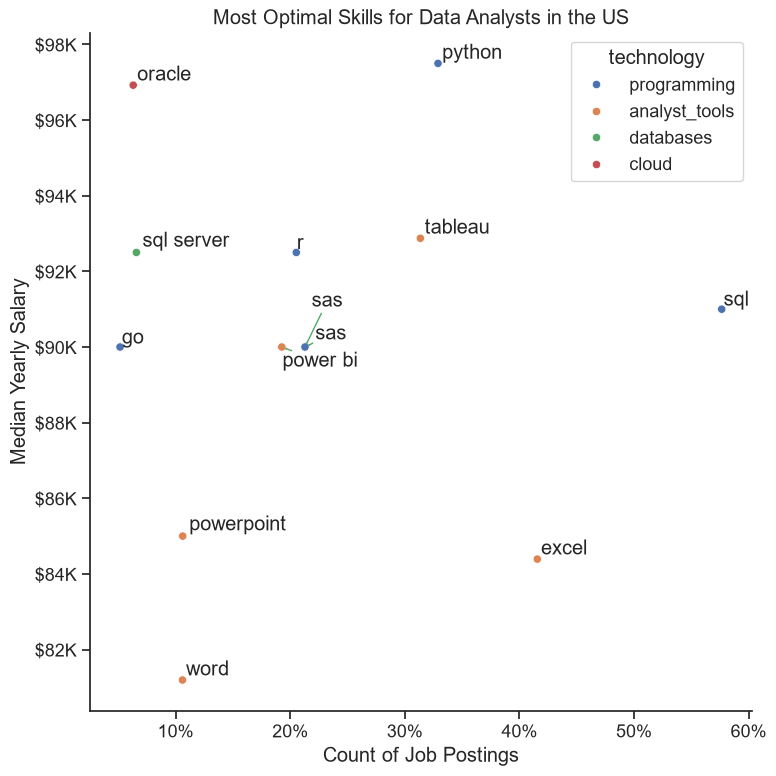 Most Optimal Skills for Data Analysts in the US
$98K
$96K
$94K
$92K
$90K
$88K
$86K
$84K
$82K
Median Yearly Salary
technology
programming
analyst_tools
databases
cloud
python
oracle
tableau
sql server
r
sas
sql
sas
go
power bi
powerpoint
excel
word
10%
20%
30%
40%
50%
60%
Count of Job Postings